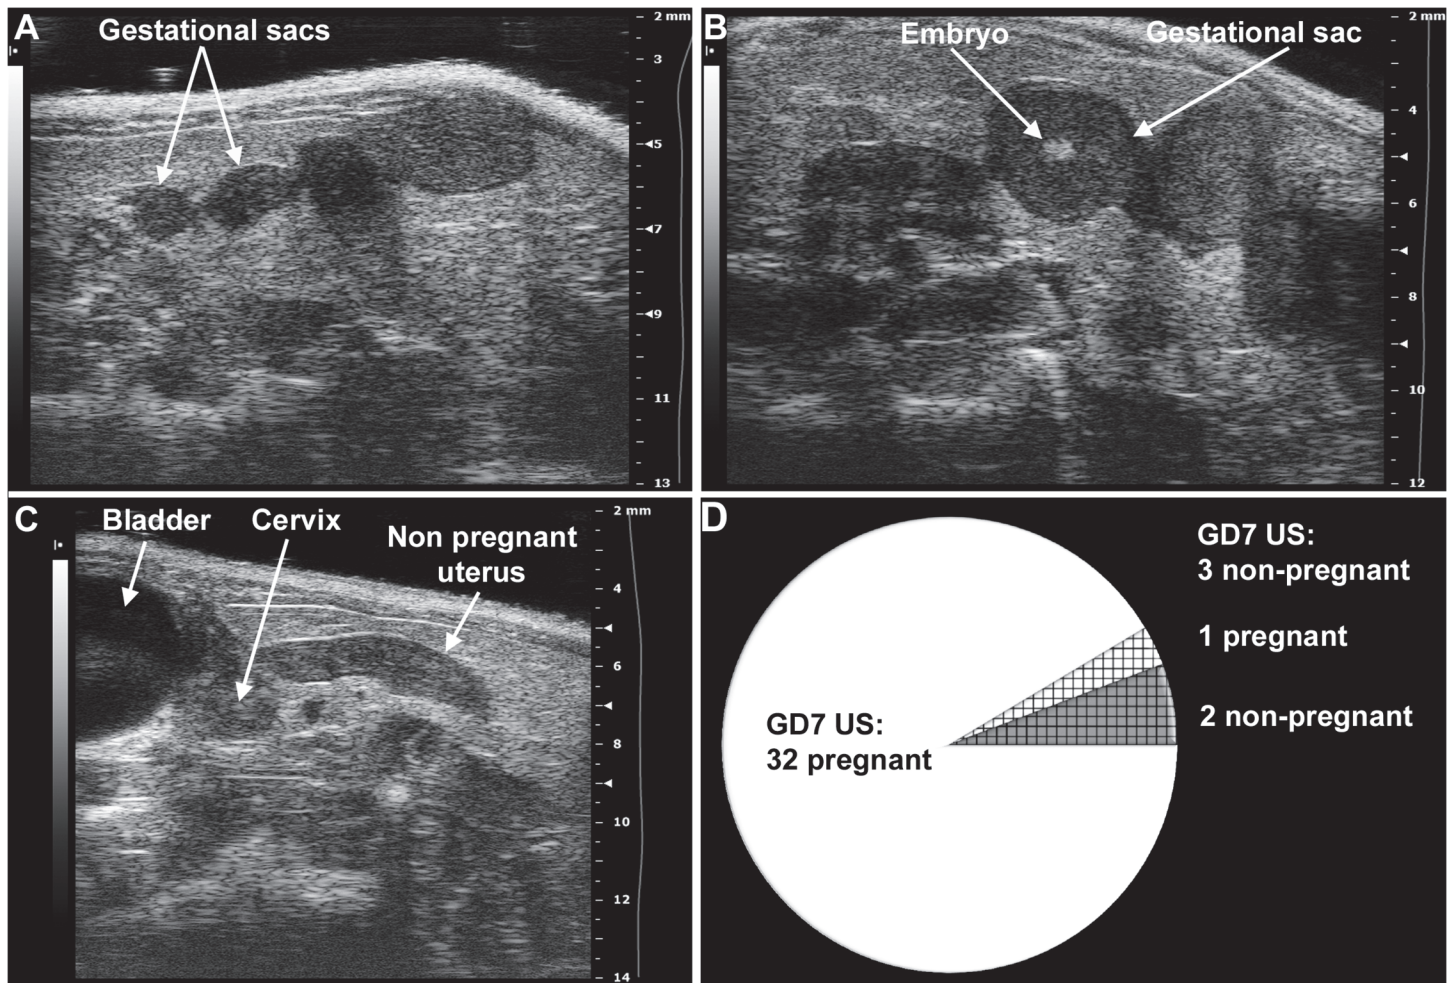 A
Gestational sacs
2 mm
3
5
7
9
11
13
B
Embryo
Gestational sac
2 mm
4
6
8
10
12
C
Bladder
Cervix
Non pregnant
uterus
2 mm
4
6
8
10
12
14
D
GD7 US:
3 non-pregnant
1 pregnant
2 non-pregnant
GD7 US:
32 pregnant